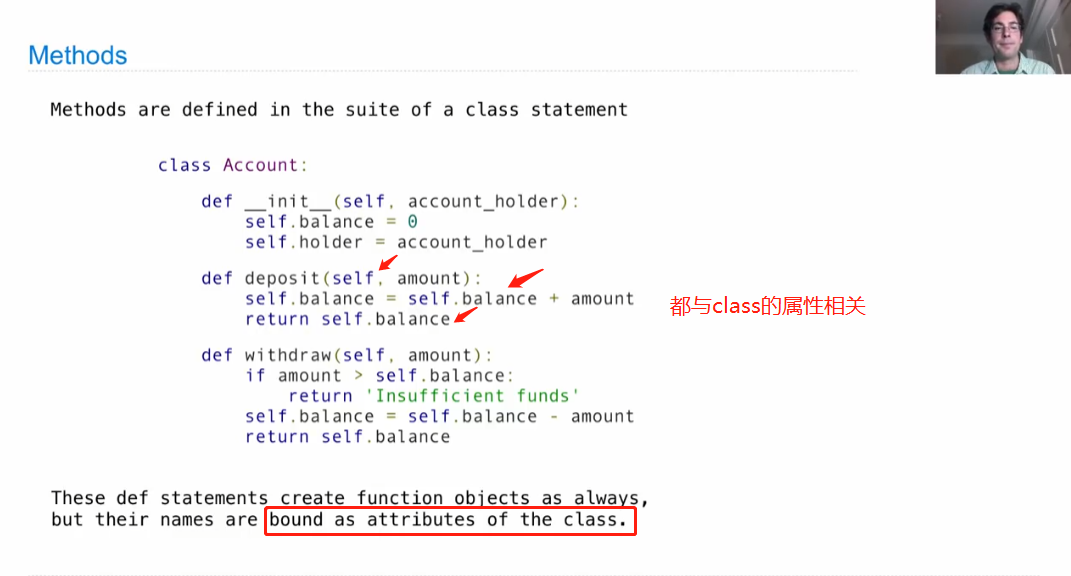 Methods
Methods are defined in the suite of a class statement
class Account:
def __init__(self, account_holder):
self.balance = 0
self.holder = account_holder
def deposit(self, amount):
self.balance = self.balance + amount
return self.balance
都与class的属性相关
def withdraw(self, amount):
if amount > self.balance:
return 'Insufficient funds'
self.balance = self.balance - amount
return self.balance
These def statements create function objects as always,
but their names are bound as attributes of the class.